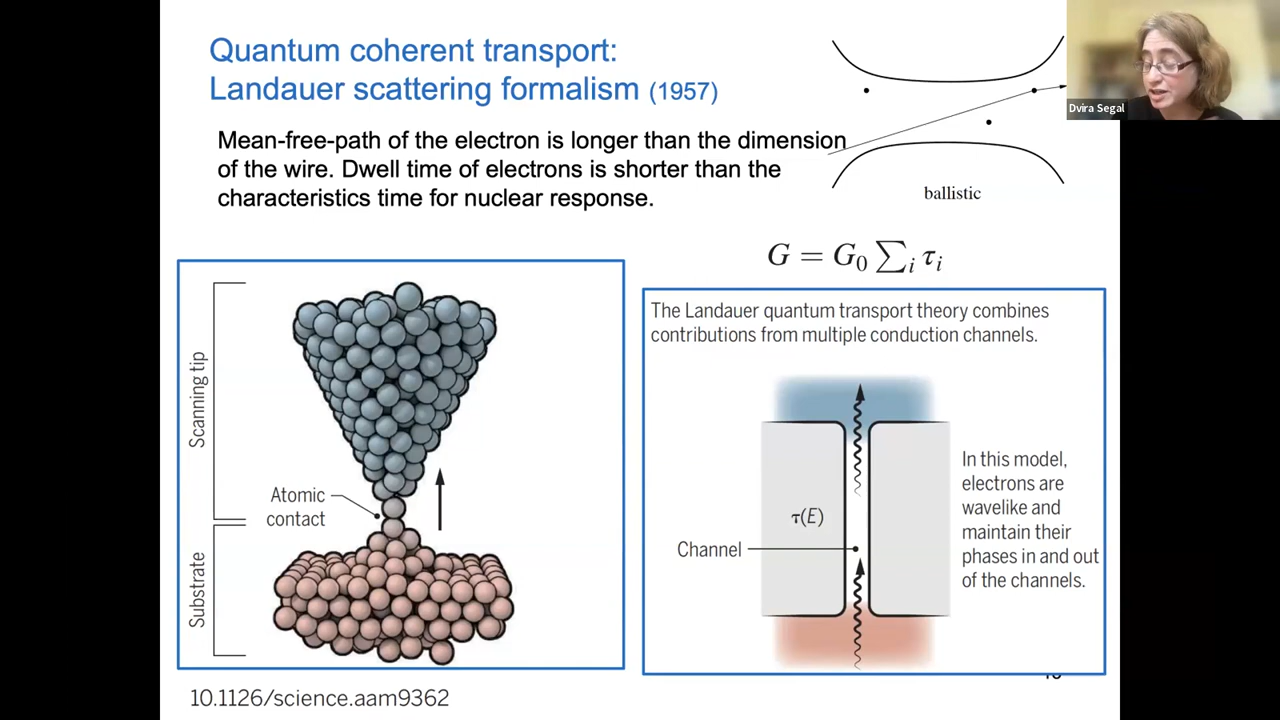 Quantum coherent transport:
Landauer scattering formalism (1957)
Dvira Segal
Mean-free-path of the electron is longer than the dimension
of the wire. Dwell time of electrons is shorter than the
characteristics time for nuclear response.
ballistic
G = G₀ ∑ᵢ τᵢ
Scanning tip
Atomic
contact
Substrate
The Landauer quantum transport theory combines
contributions from multiple conduction channels.
τ(E)
Channel
In this model,
electrons are
wavelike and
maintain their
phases in and out
of the channels.
10.1126/science.aam9362